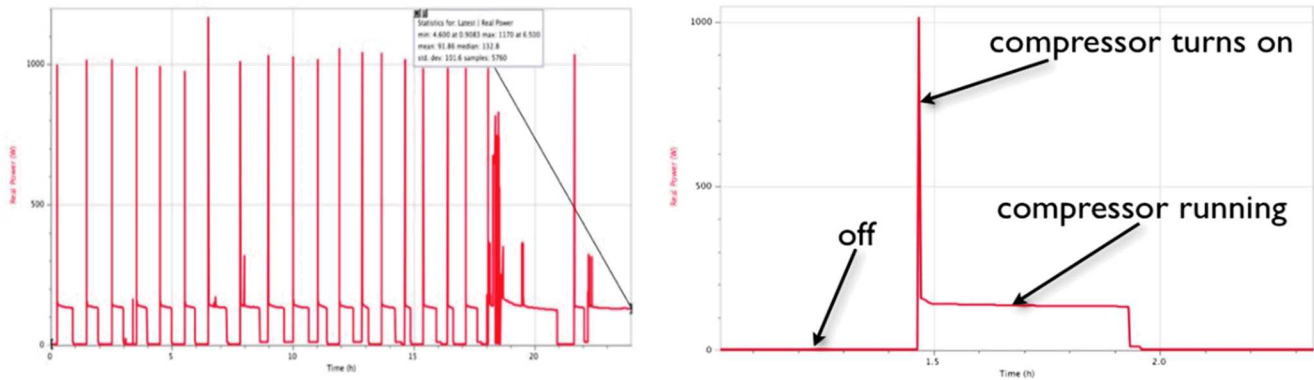 Statistics for: Latest | Real Power
min: 4.600 at 0.9083 max: 1170 at 6.500
mean: 91.86 median: 132.8
std. dev: 101.6 samples: 5760
1000
500
0
Real Power (W)
0 5 10 15 20
Time (h)
compressor turns on
compressor running
off
1000
500
0
Real Power (W)
1.5 2.0
Time (h)